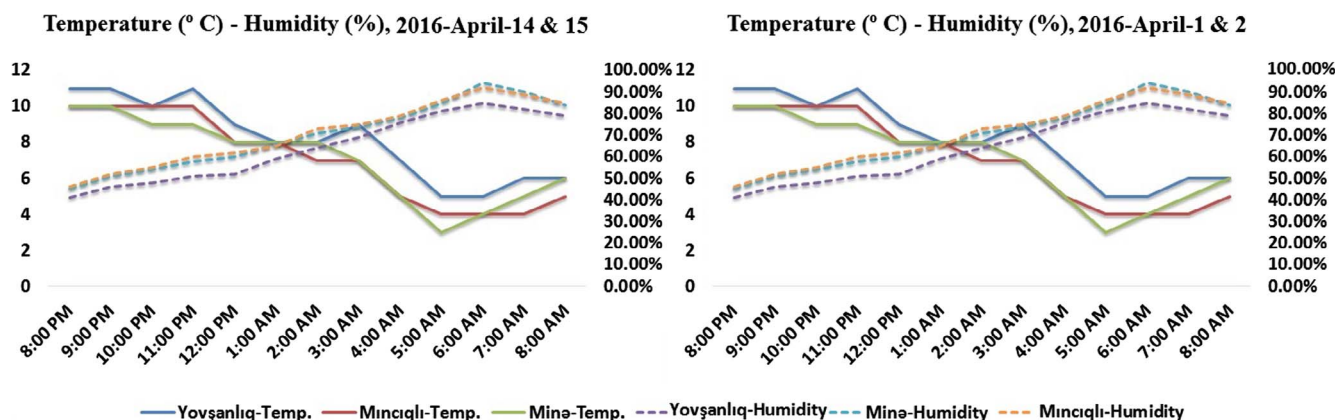 Temperature (º C) - Humidity (%), 2016-April-14 & 15
12
10
8
6
4
2
0
100.00%
90.00%
80.00%
70.00%
60.00%
50.00%
40.00%
30.00%
20.00%
10.00%
0.00%
8:00 PM
9:00 PM
10:00 PM
11:00 PM
12:00 PM
1:00 AM
2:00 AM
3:00 AM
4:00 AM
5:00 AM
6:00 AM
7:00 AM
8:00 AM
Temperature (º C) - Humidity (%), 2016-April-1 & 2
12
10
8
6
4
2
0
100.00%
90.00%
80.00%
70.00%
60.00%
50.00%
40.00%
30.00%
20.00%
10.00%
0.00%
8:00 PM
9:00 PM
10:00 PM
11:00 PM
12:00 PM
1:00 AM
2:00 AM
3:00 AM
4:00 AM
5:00 AM
6:00 AM
7:00 AM
8:00 AM
Yovşanlıq-Temp. Mıncıqlı-Temp. Minə-Temp. Yovşanlıq-Humidity Minə-Humidity Mıncıqlı-Humidity